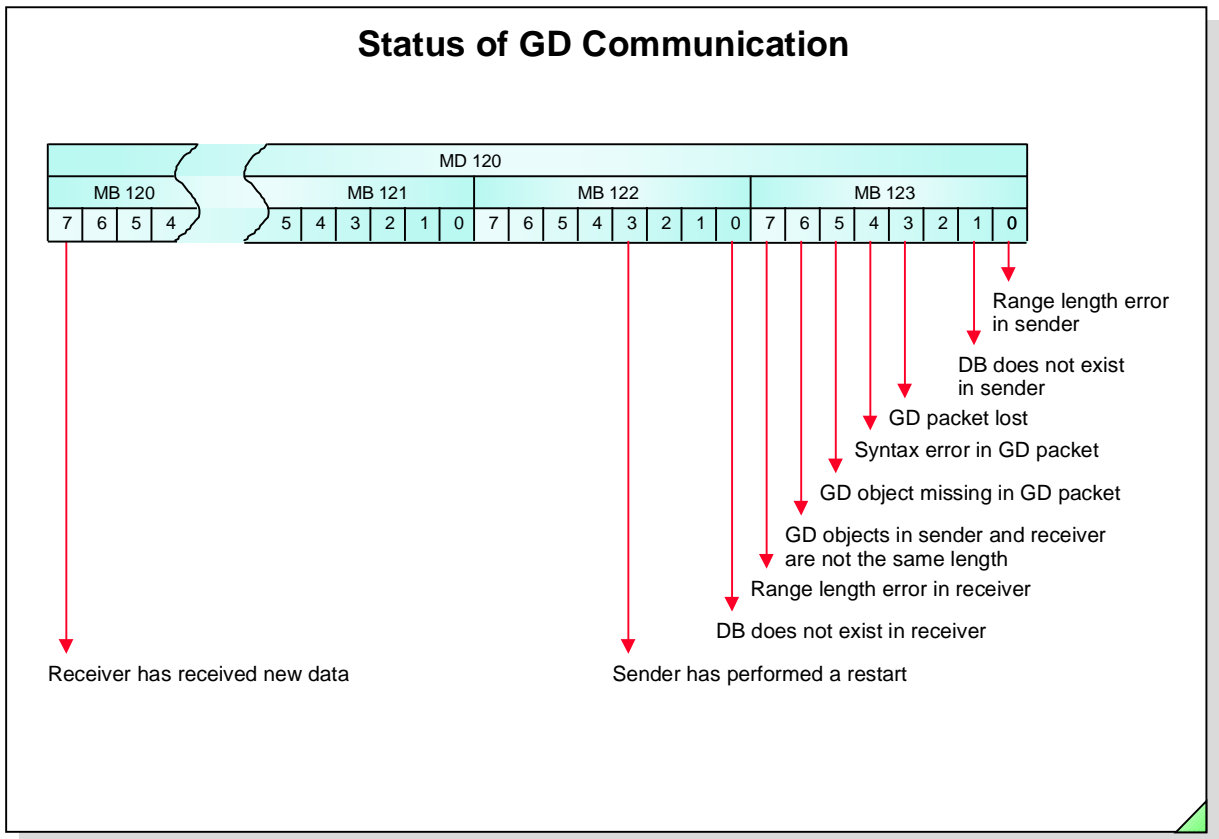 Status of GD Communication
MD 120
MB 120 MB 121 MB 122 MB 123
7 6 5 4 5 4 3 2 1 0 7 6 5 4 3 2 1 0 7 6 5 4 3 2 1 0
Range length error
in sender
DB does not exist
in sender
GD packet lost
Syntax error in GD packet
GD object missing in GD packet
GD objects in sender and receiver
are not the same length
Range length error in receiver
DB does not exist in receiver
Receiver has received new data
Sender has performed a restart